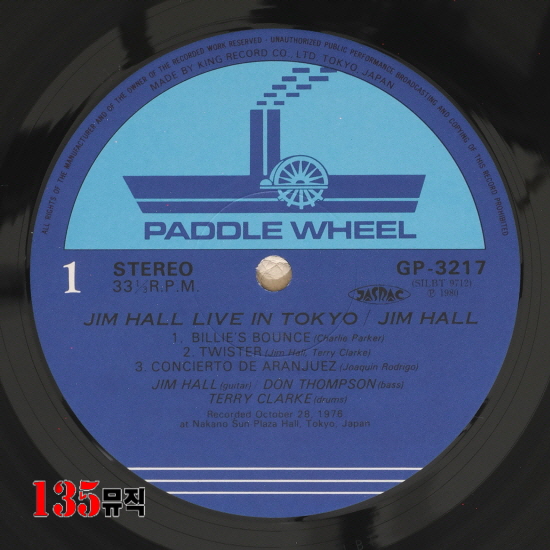 ALL RIGHTS OF THE MANUFACTURER AND OF THE OWNER OF THE RECORDED WORK RESERVED - UNAUTHORIZED PUBLIC PERFORMANCE BROADCASTING AND COPYING OF THIS RECORD PROHIBITED
MADE BY KING RECORD CO., LTD. TOKYO, JAPAN
PADDLE WHEEL
1
STEREO
33⅓ R.P.M.
JASRAC
GP-3217
(SILIST 9712)
Ⓟ 1980
JIM HALL LIVE IN TOKYO / JIM HALL
1. BILLIE'S BOUNCE (Charlie Parker)
2. TWISTER (Jim Hall, Terry Clarke)
3. CONCIERTO DE ARANJUEZ (Joaquin Rodrigo)
JIM HALL (guitar) / DON THOMPSON (bass)
TERRY CLARKE (drums)
Recorded October 28, 1976
at Nakano Sun Plaza Hall, Tokyo, Japan
135뮤직